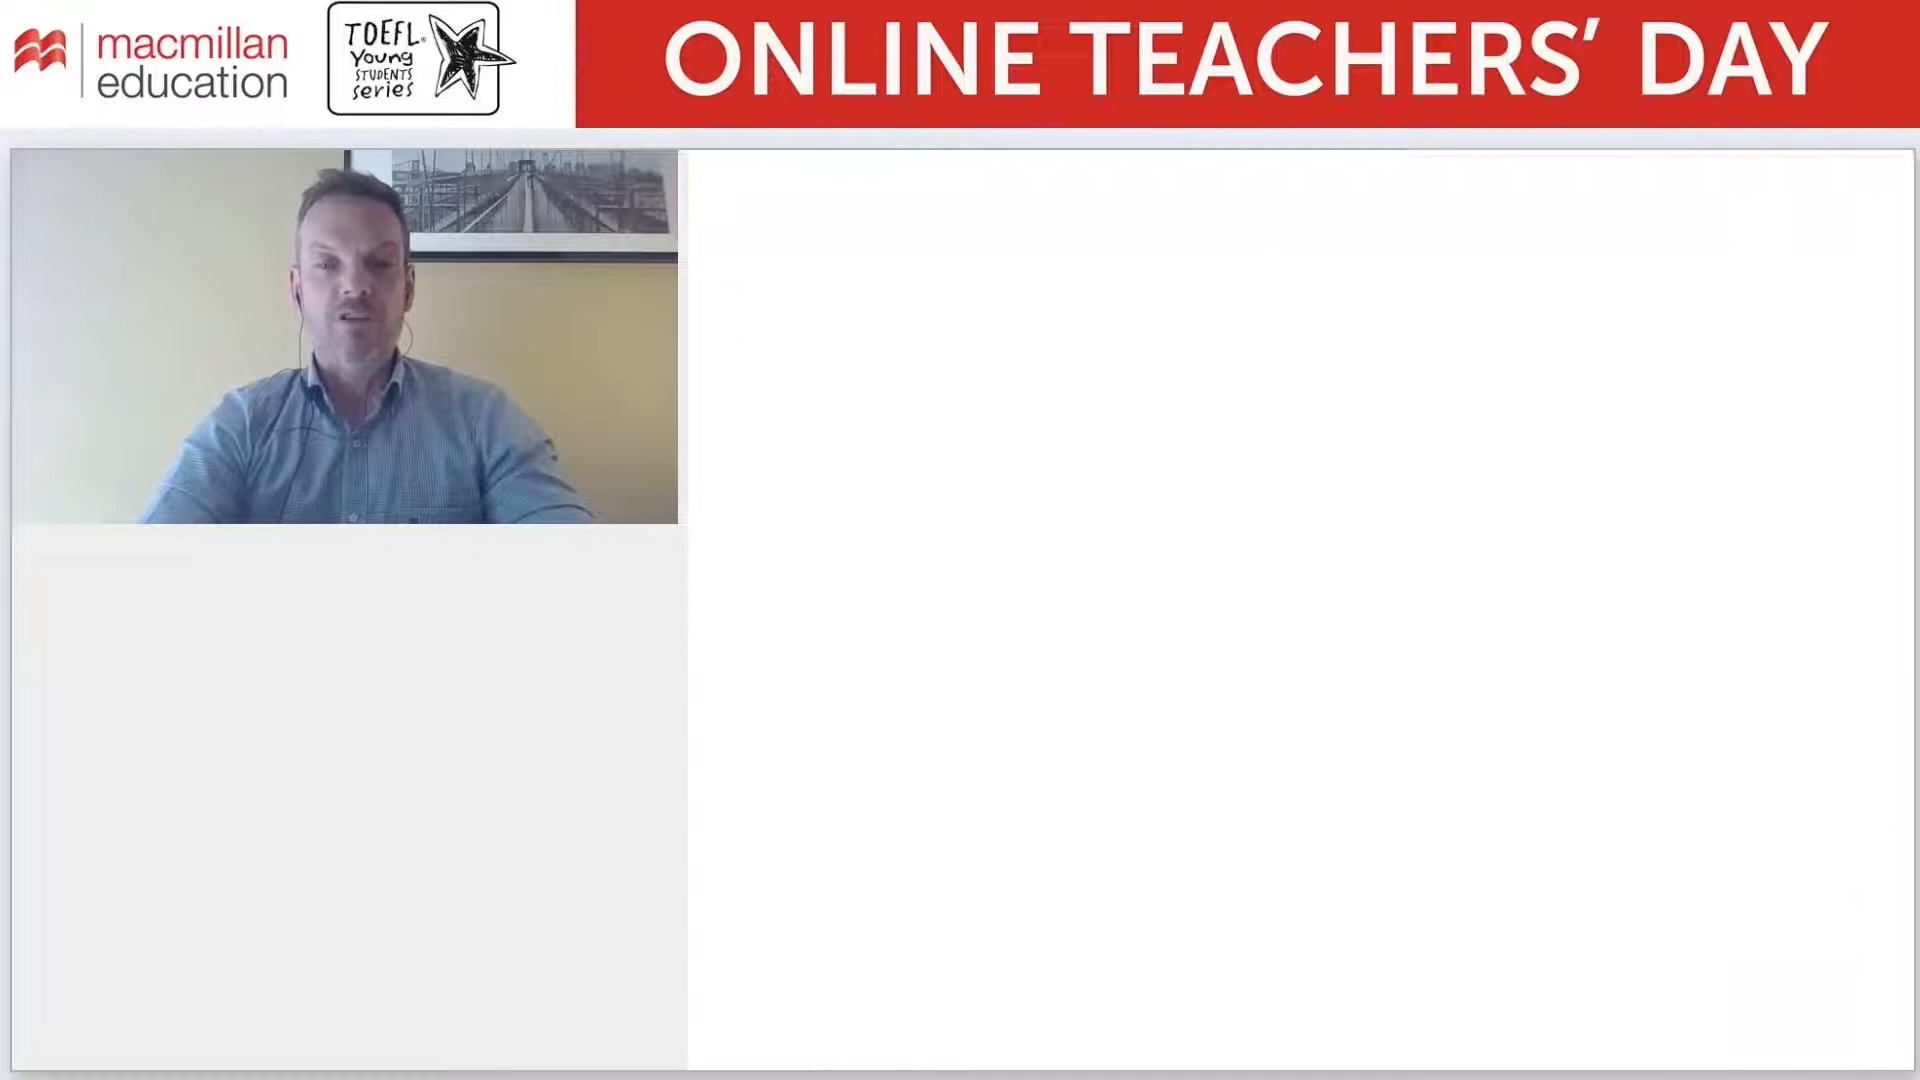 macmillan
education
TOEFL®
Young
STUDENTS
series
ONLINE TEACHERS’ DAY